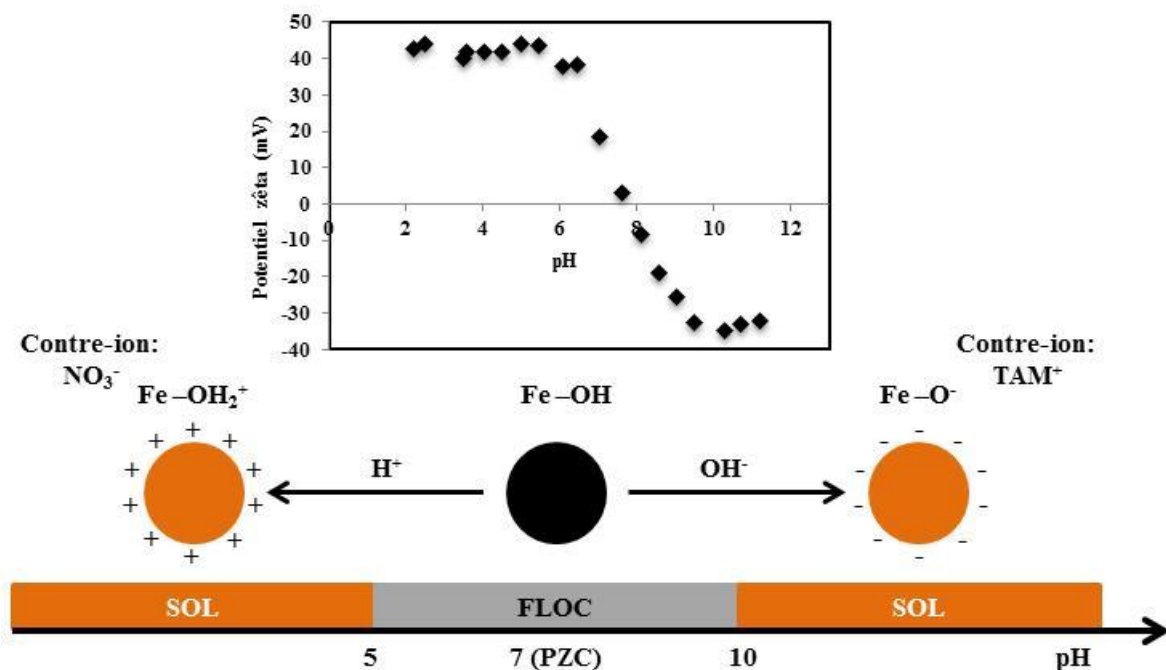 50
40
30
20
10
0
-10
-20
-30
-40
Potentiel zêta (mV)
0 2 4 6 8 10 12
pH
Contre-ion:
NO₃⁻
Contre-ion:
TAM⁺
Fe –OH₂⁺
Fe –OH
Fe –O⁻
+ + + + + + + + + +
- - - - - - - - - -
H⁺
OH⁻
SOL FLOC SOL
5 7 (PZC) 10 pH